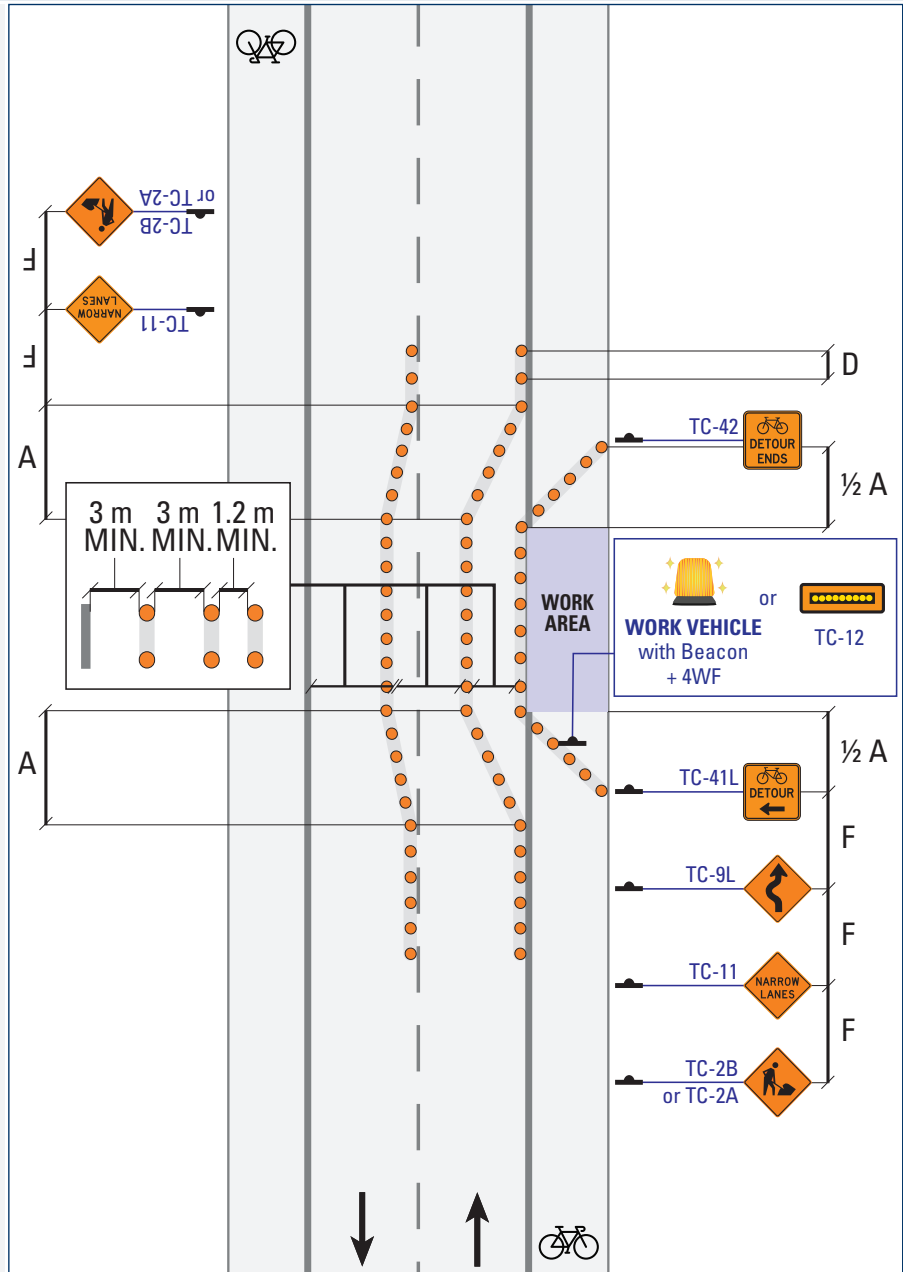 TC-2B
or TC-2A
F
NARROW
LANES
TC-11
F
D
TC-42
DETOUR
ENDS
A
½ A
3 m 3 m 1.2 m
MIN. MIN. MIN.
WORK
AREA
WORK VEHICLE
with Beacon
+ 4WF
or
TC-12
A
½ A
TC-41L
DETOUR
F
TC-9L
F
TC-11
NARROW
LANES
F
TC-2B
or TC-2A